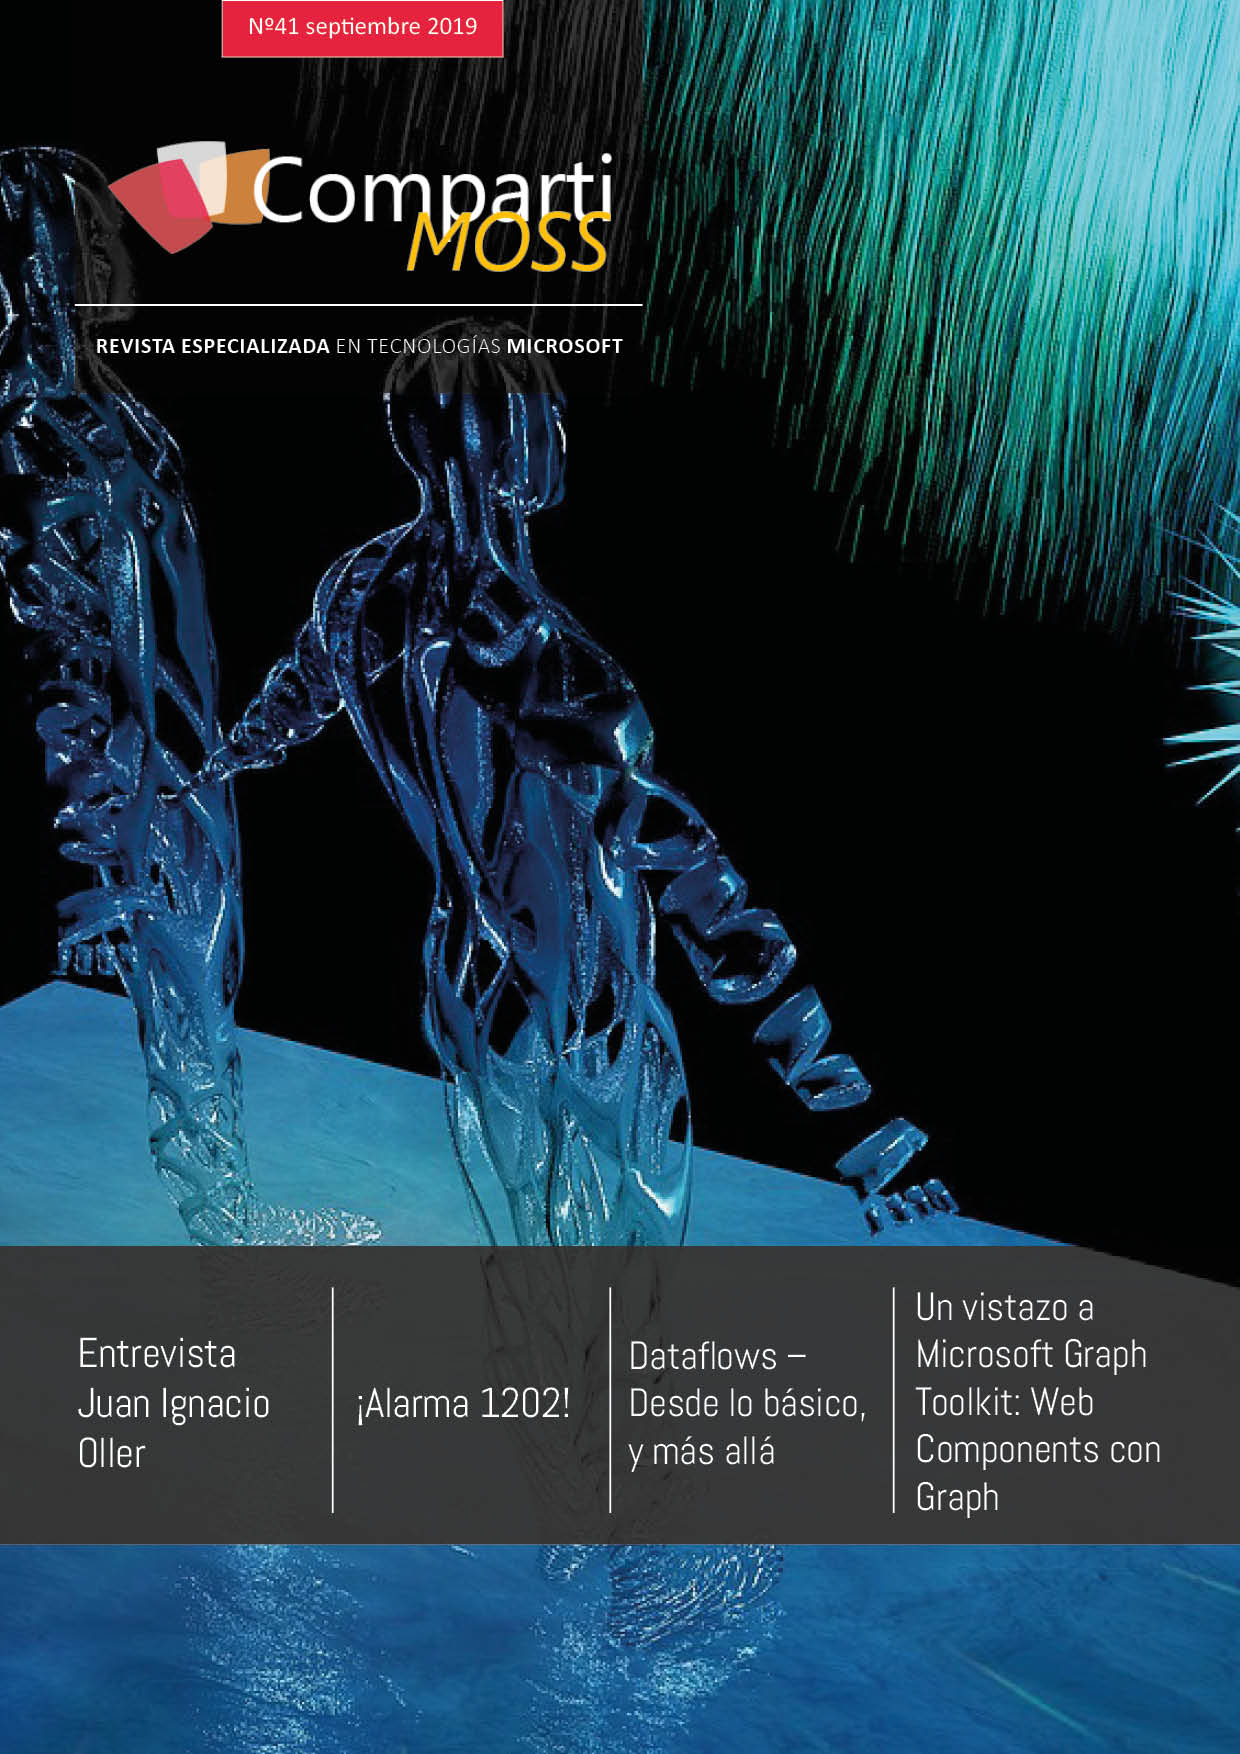 Nº41 septiembre 2019
Comparti
MOSS
REVISTA ESPECIALIZADA EN TECNOLOGÍAS MICROSOFT
Entrevista
Juan Ignacio
Oller
¡Alarma 1202!
Dataflows –
Desde lo básico,
y más allá
Un vistazo a
Microsoft Graph
Toolkit: Web
Components con
Graph